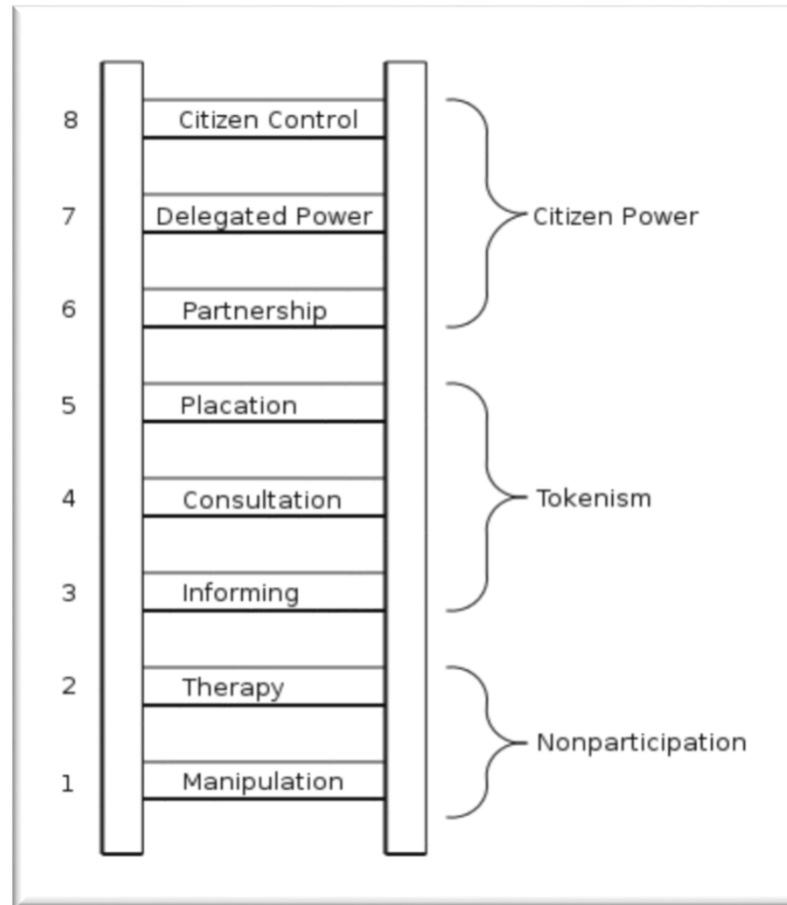 8 Citizen Control
7 Delegated Power
Citizen Power
6 Partnership
5 Placation
4 Consultation
Tokenism
3 Informing
2 Therapy
Nonparticipation
1 Manipulation